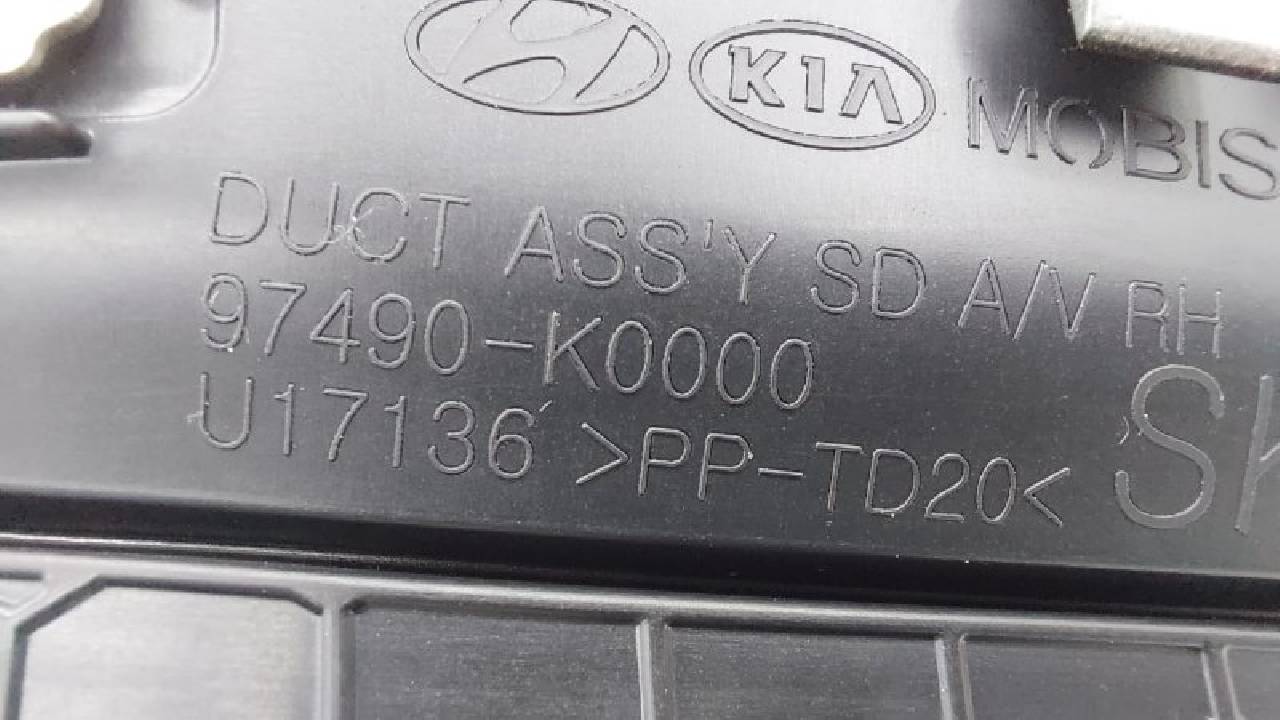 KIA MOBIS
DUCT ASS'Y SD A/V RH
97490-K0000
U17136 >PP-TD20<